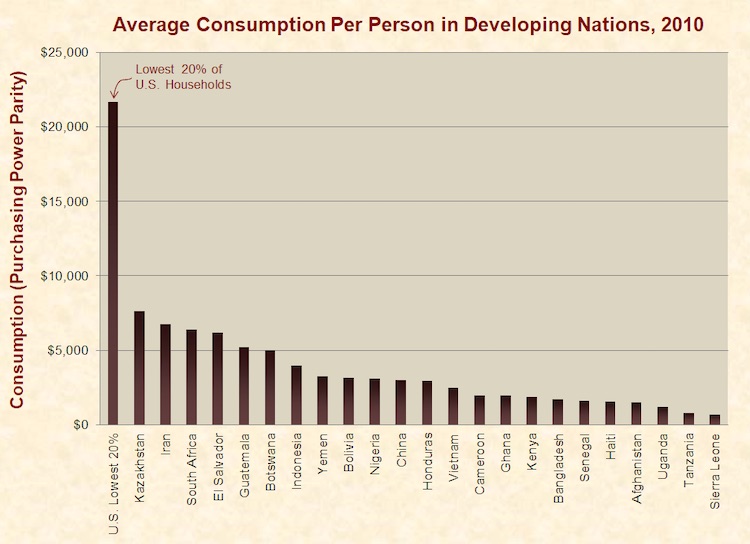 Average Consumption Per Person in Developing Nations, 2010
Consumption (Purchasing Power Parity)
$25,000
$20,000
$15,000
$10,000
$5,000
$0
Lowest 20% of
U.S. Households
U.S. Lowest 20%
Kazakhstan
Iran
South Africa
El Salvador
Guatemala
Botswana
Indonesia
Yemen
Bolivia
Nigeria
China
Honduras
Vietnam
Cameroon
Ghana
Kenya
Bangladesh
Senegal
Haiti
Afghanistan
Uganda
Tanzania
Sierra Leone